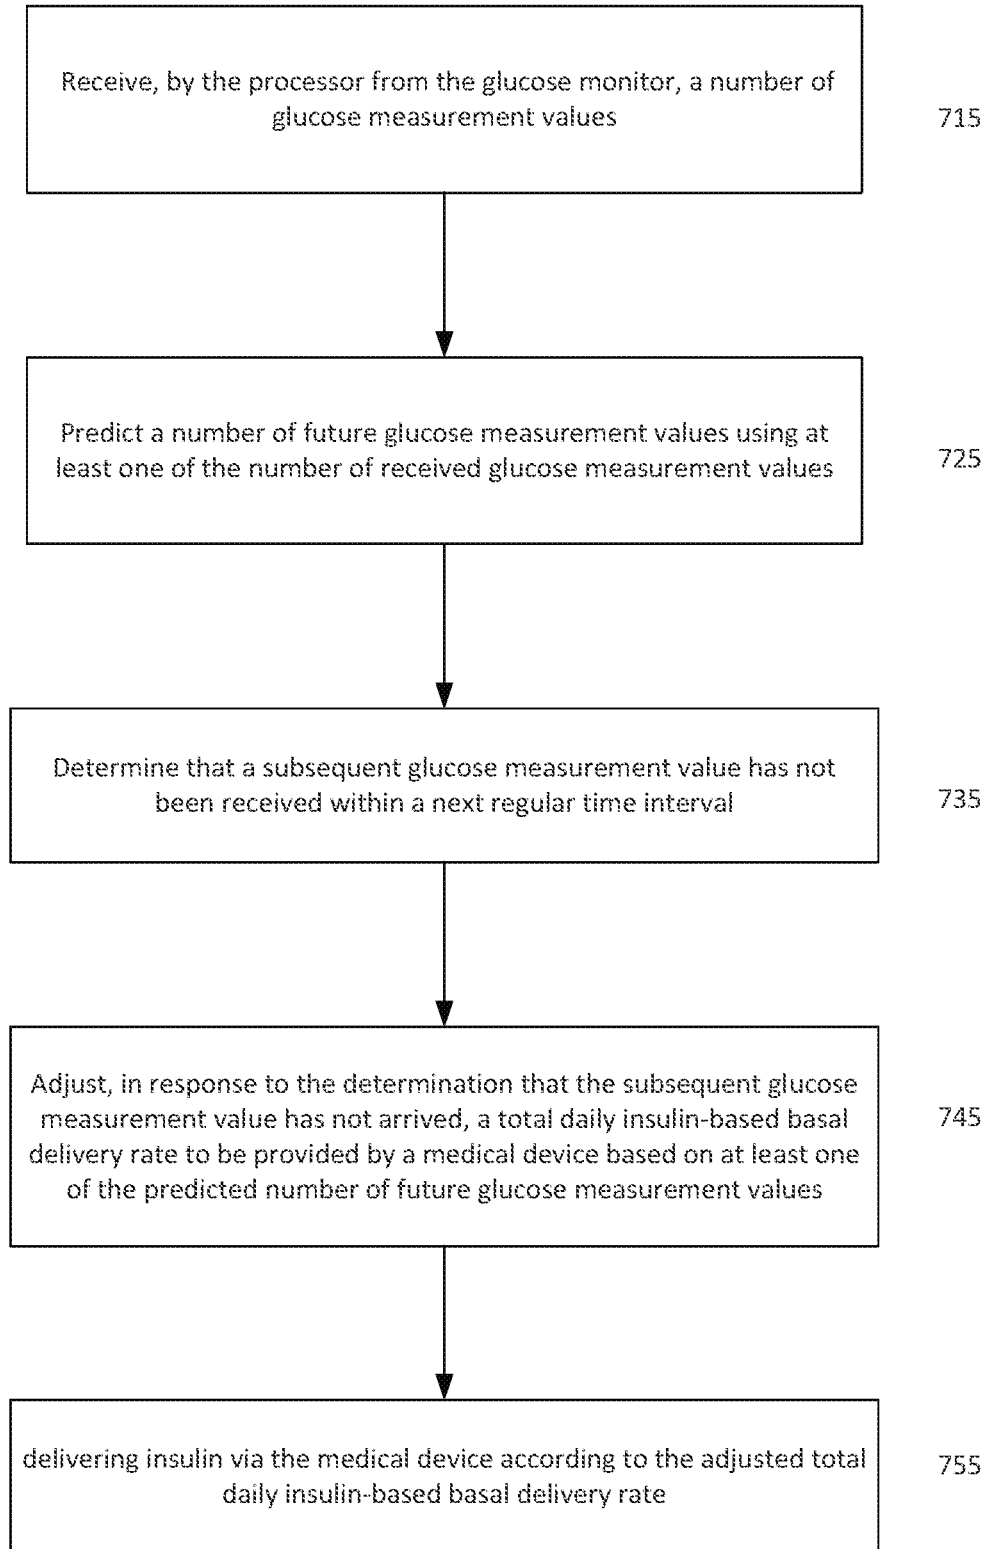 Receive, by the processor from the glucose monitor, a number of
glucose measurement values
715
Predict a number of future glucose measurement values using at
least one of the number of received glucose measurement values
725
Determine that a subsequent glucose measurement value has not
been received within a next regular time interval
735
Adjust, in response to the determination that the subsequent glucose
measurement value has not arrived, a total daily insulin-based basal
delivery rate to be provided by a medical device based on at least one
of the predicted number of future glucose measurement values
745
delivering insulin via the medical device according to the adjusted total
daily insulin-based basal delivery rate
755